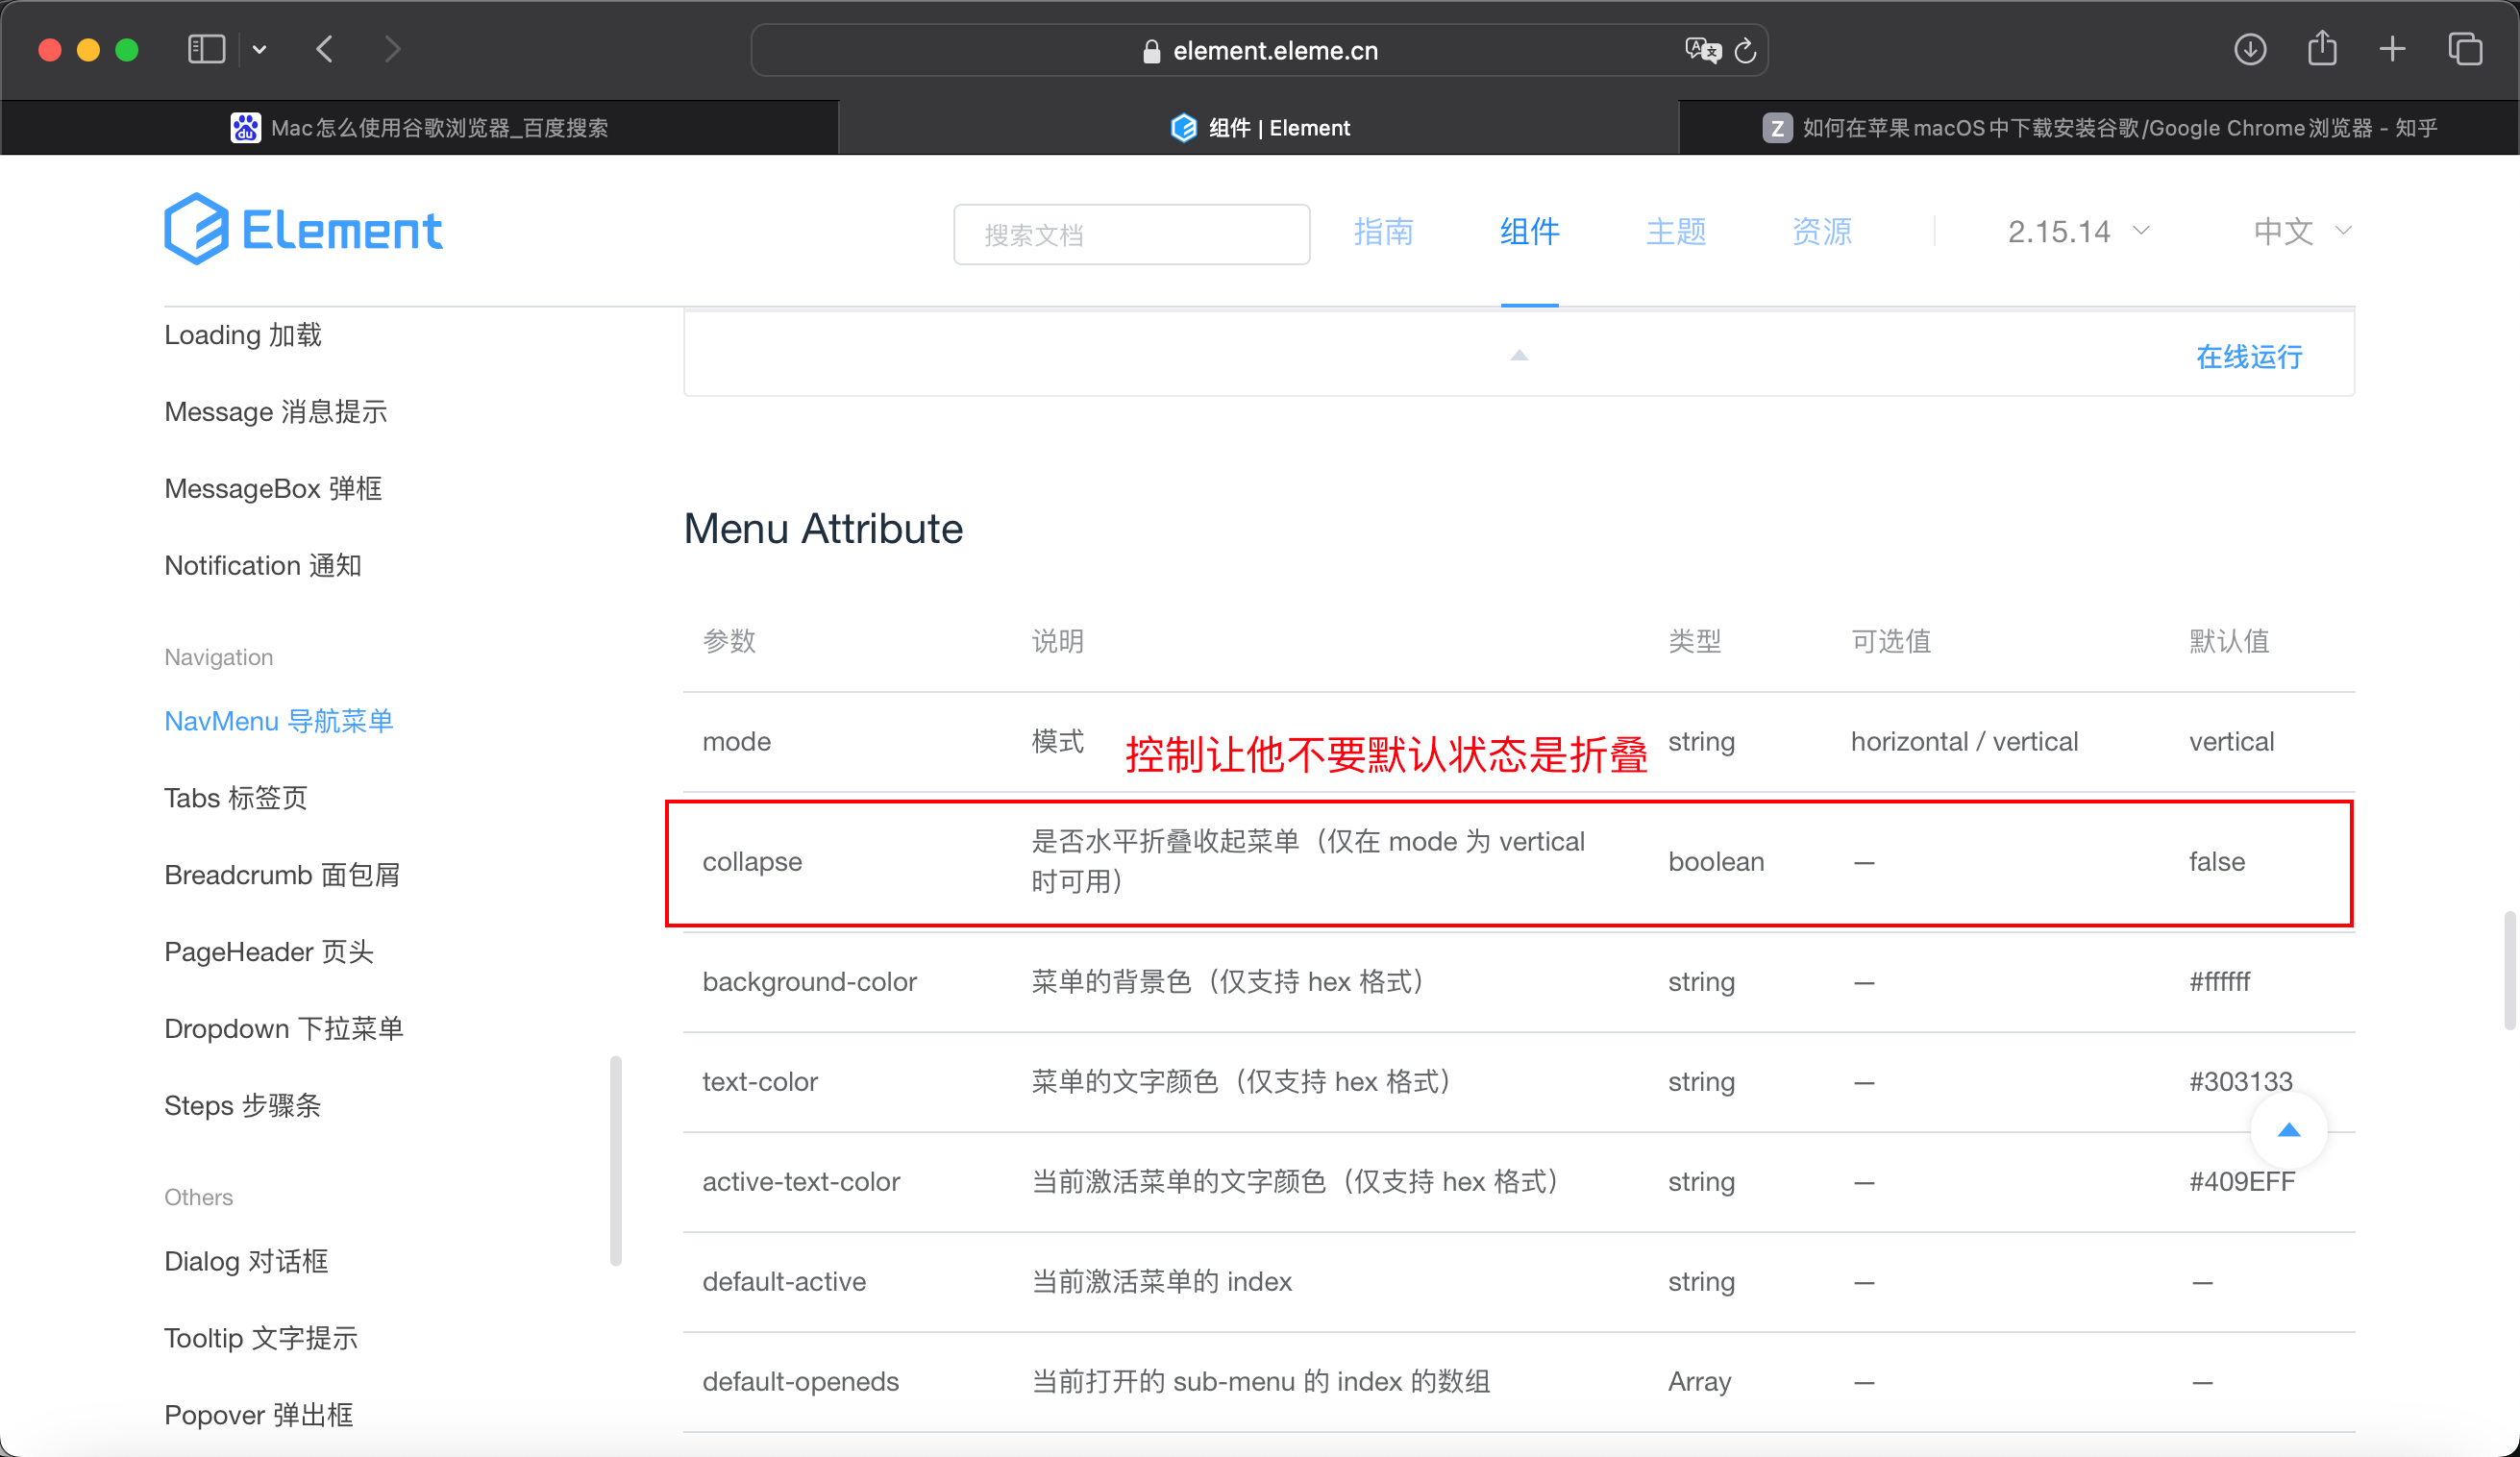 element.eleme.cn
Mac怎么使用谷歌浏览器_百度搜索
组件 | Element
Z 如何在苹果macOS中下载安装谷歌/Google Chrome浏览器 - 知乎
Element
搜索文档
指南
组件
主题
资源
2.15.14
中文
Loading 加载
Message 消息提示
MessageBox 弹框
Notification 通知
Navigation
NavMenu 导航菜单
Tabs 标签页
Breadcrumb 面包屑
PageHeader 页头
Dropdown 下拉菜单
Steps 步骤条
Others
Dialog 对话框
Tooltip 文字提示
Popover 弹出框
在线运行
Menu Attribute
参数 说明 类型 可选值 默认值
mode 模式 string horizontal / vertical vertical
控制让他不要默认状态是折叠
collapse 是否水平折叠收起菜单（仅在 mode 为 vertical boolean — false
时可用）
background-color 菜单的背景色（仅支持 hex 格式） string — #ffffff
text-color 菜单的文字颜色（仅支持 hex 格式） string — #303133
active-text-color 当前激活菜单的文字颜色（仅支持 hex 格式） string — #409EFF
default-active 当前激活菜单的 index string — —
default-openeds 当前打开的 sub-menu 的 index 的数组 Array — —